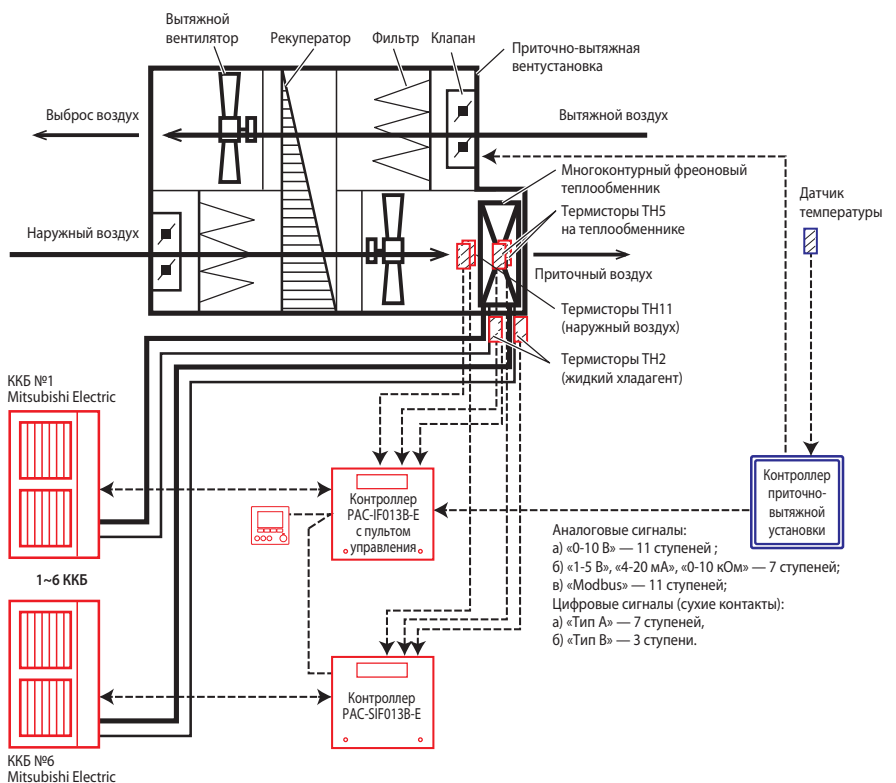 Вытяжной
вентилятор
Рекуператор
Фильтр
Клапан
Приточно-вытяжная
вентустановка
Выброс воздух
Вытяжной воздух
Многоконтурный фреоновый
теплообменник
Термисторы TH5
на теплообменнике
Датчик
температуры
Наружный воздух
Приточный воздух
Термисторы TH11
(наружный воздух)
Термисторы TH2
(жидкий хладагент)
ККБ №1
Mitsubishi Electric
Контроллер
PAC-IF013B-E
с пультом
управления
Контроллер
приточно-
вытяжной
установки
Аналоговые сигналы:
а) «0-10 В» — 11 ступеней ;
б) «1-5 В», «4-20 мА», «0-10 кОм» — 7 ступеней;
в) «Modbus» — 11 ступеней;
Цифровые сигналы (сухие контакты):
а) «Тип А» — 7 ступеней,
б) «Тип В» — 3 ступени.
1~6 ККБ
Контроллер
PAC-SIF013B-E
ККБ №6
Mitsubishi Electric